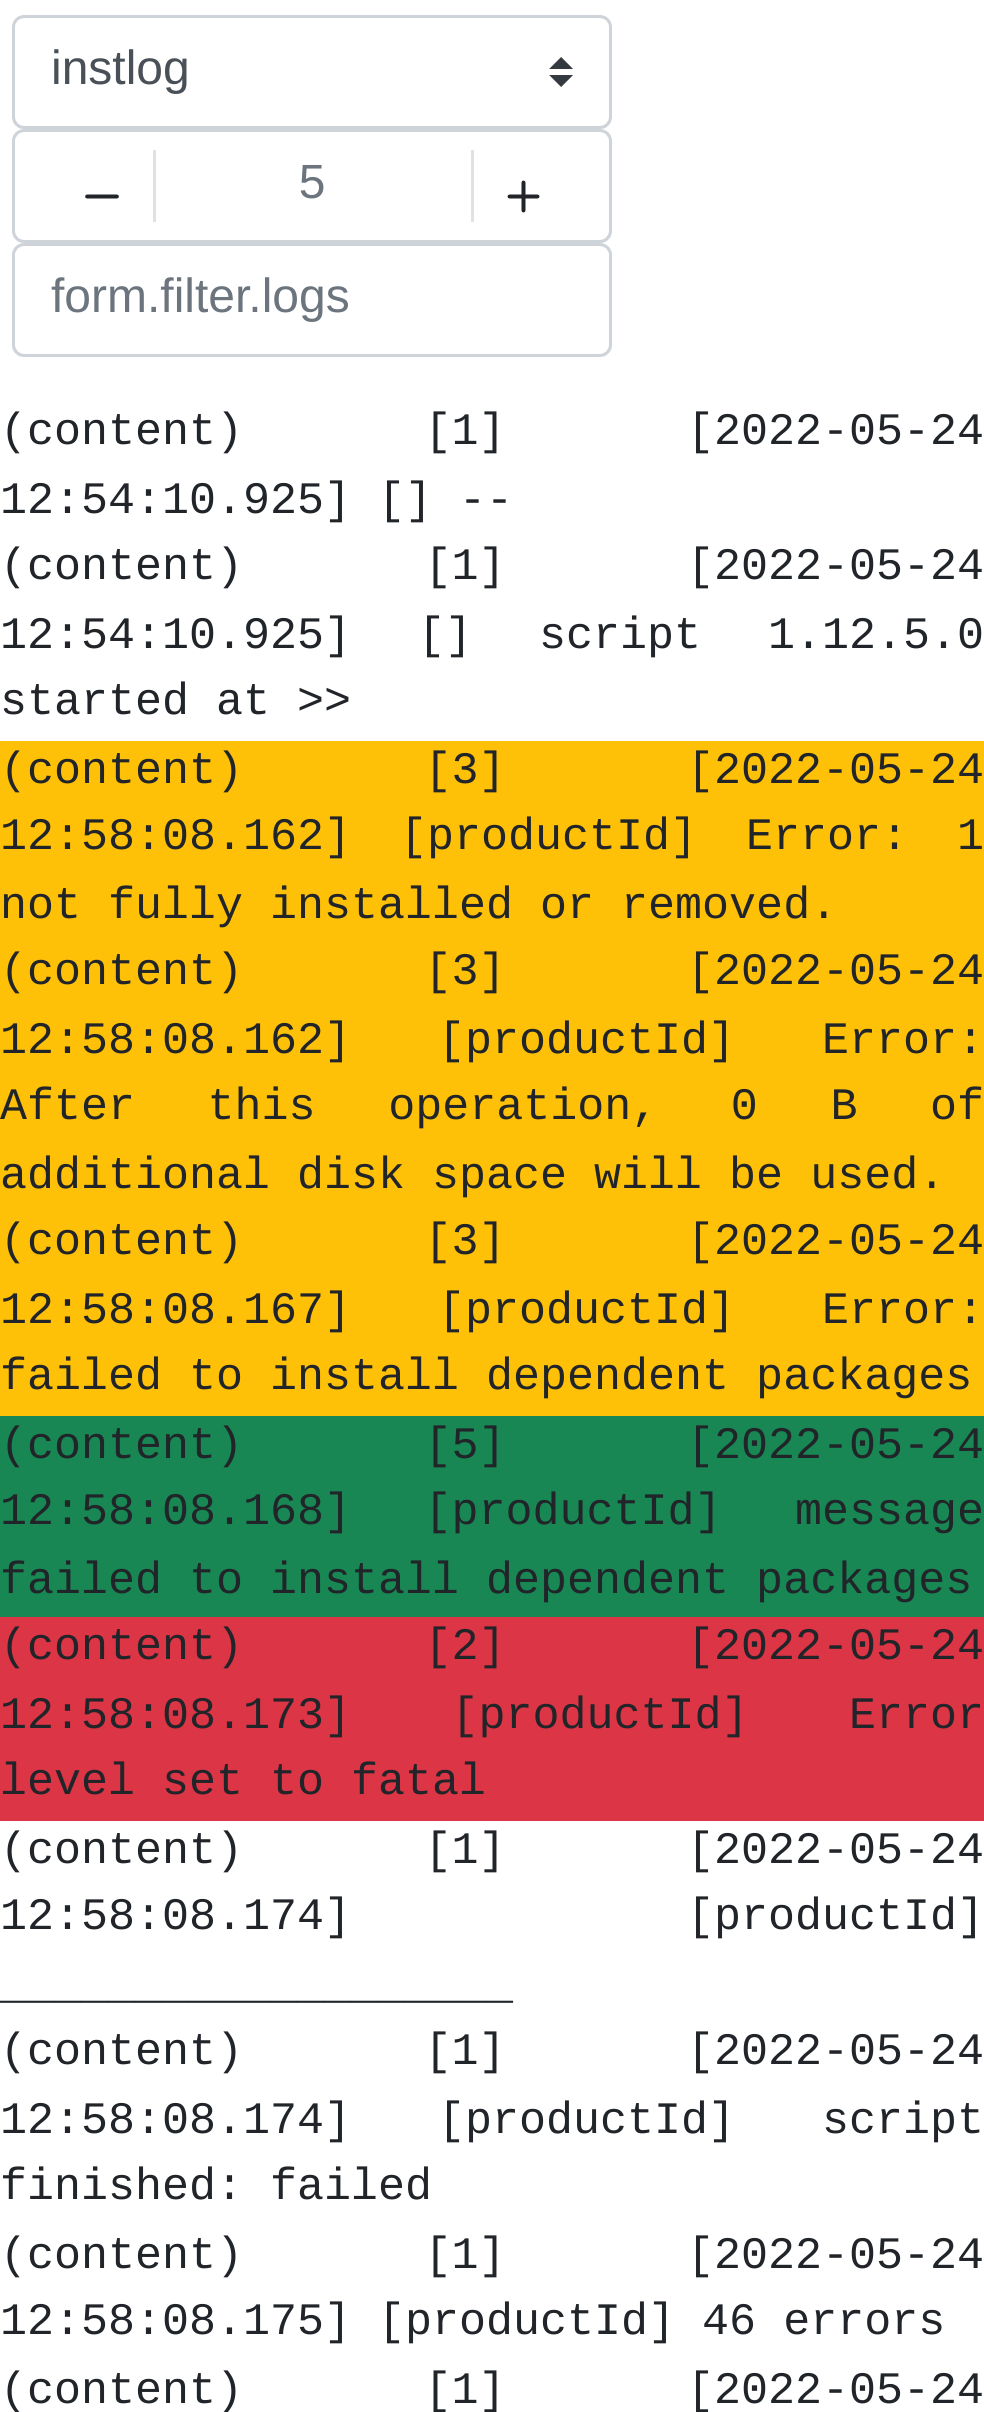 instlog
5
form.filter.logs
(content) [1] [2022-05-24
12:54:10.925] [] --
(content) [1] [2022-05-24
12:54:10.925] [] script 1.12.5.0
started at >>
(content) [3] [2022-05-24
12:58:08.162] [productId] Error: 1
not fully installed or removed.
(content) [3] [2022-05-24
12:58:08.162] [productId] Error:
After this operation, 0 B of
additional disk space will be used.
(content) [3] [2022-05-24
12:58:08.167] [productId] Error:
failed to install dependent packages
(content) [5] [2022-05-24
12:58:08.168] [productId] message
failed to install dependent packages
(content) [2] [2022-05-24
12:58:08.173] [productId] Error
level set to fatal
(content) [1] [2022-05-24
12:58:08.174] [productId]
___________________
(content) [1] [2022-05-24
12:58:08.174] [productId] script
finished: failed
(content) [1] [2022-05-24
12:58:08.175] [productId] 46 errors
(content) [1] [2022-05-24